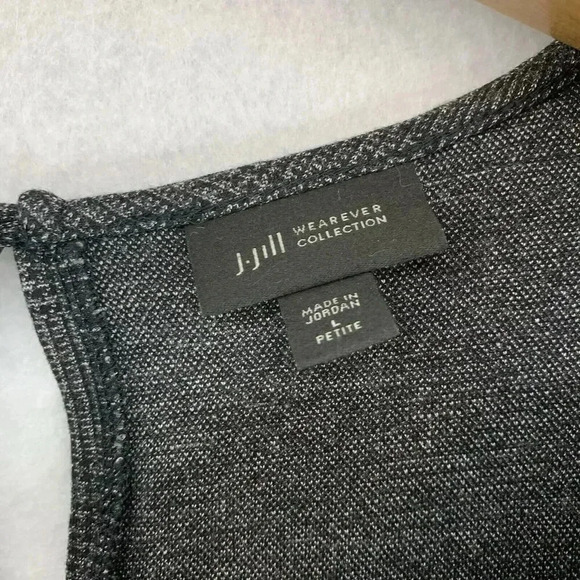 J.Jill WEAREVER
COLLECTION
MADE IN
JORDAN
L
PETITE